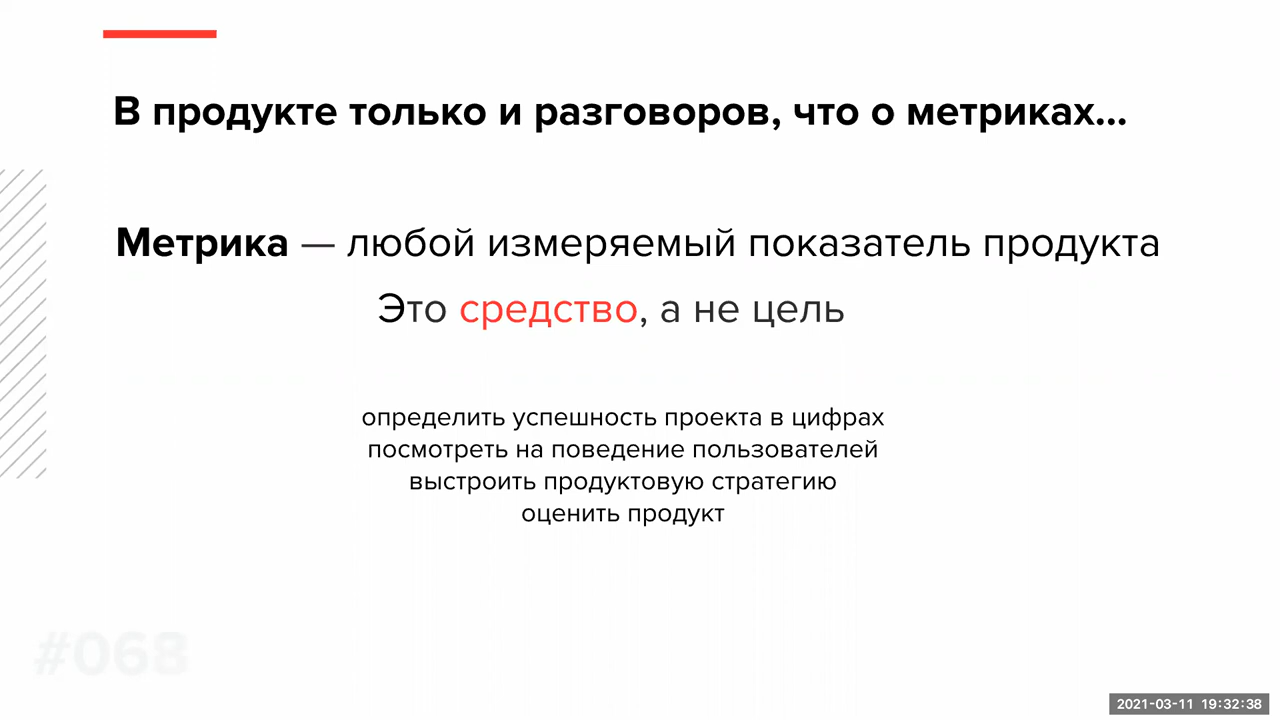 В продукте только и разговоров, что о метриках...
Метрика — любой измеряемый показатель продукта
Это средство, а не цель
определить успешность проекта в цифрах
посмотреть на поведение пользователей
выстроить продуктовую стратегию
оценить продукт
#068
2021-03-11 19:32:38